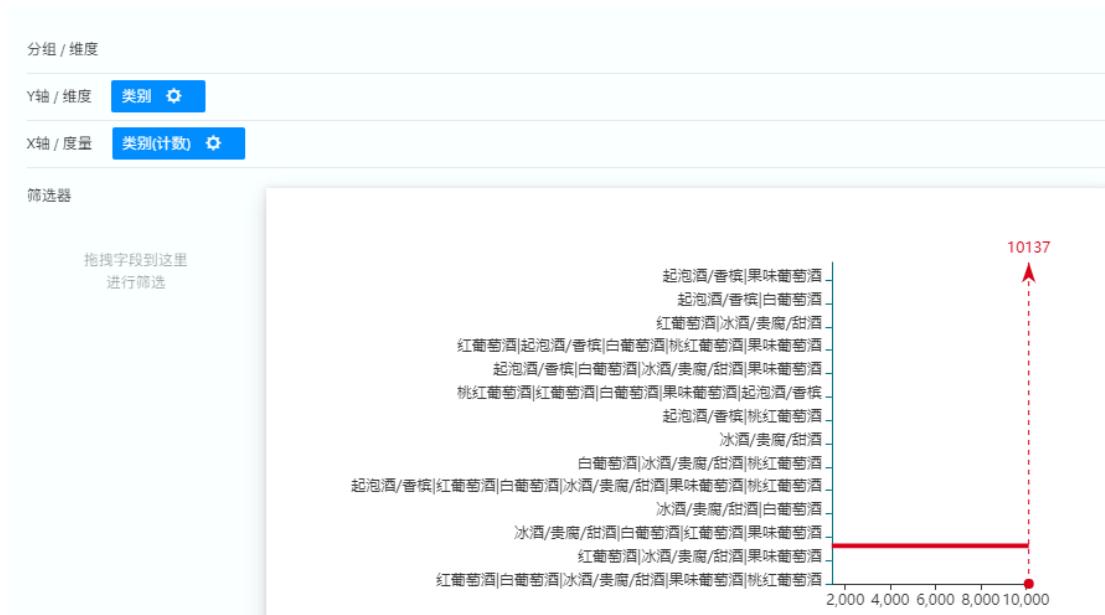 分组 / 维度
Y轴 / 维度 类别
X轴 / 度量 类别(计数)
筛选器
拖拽字段到这里
进行筛选
10137
起泡酒/香槟|果味葡萄酒
起泡酒/香槟|白葡萄酒
红葡萄酒|冰酒/贵腐/甜酒
红葡萄酒|起泡酒/香槟|白葡萄酒|桃红葡萄酒|果味葡萄酒
起泡酒/香槟|白葡萄酒|冰酒/贵腐/甜酒|果味葡萄酒
桃红葡萄酒|红葡萄酒|白葡萄酒|果味葡萄酒|起泡酒/香槟
起泡酒/香槟|桃红葡萄酒
冰酒/贵腐/甜酒
白葡萄酒|冰酒/贵腐/甜酒|桃红葡萄酒
起泡酒/香槟|红葡萄酒|白葡萄酒|冰酒/贵腐/甜酒|果味葡萄酒|桃红葡萄酒
冰酒/贵腐/甜酒|白葡萄酒
冰酒/贵腐/甜酒|白葡萄酒|红葡萄酒|果味葡萄酒
红葡萄酒|冰酒/贵腐/甜酒|果味葡萄酒
红葡萄酒|白葡萄酒|冰酒/贵腐/甜酒|果味葡萄酒|桃红葡萄酒
2,000 4,000 6,000 8,000 10,000